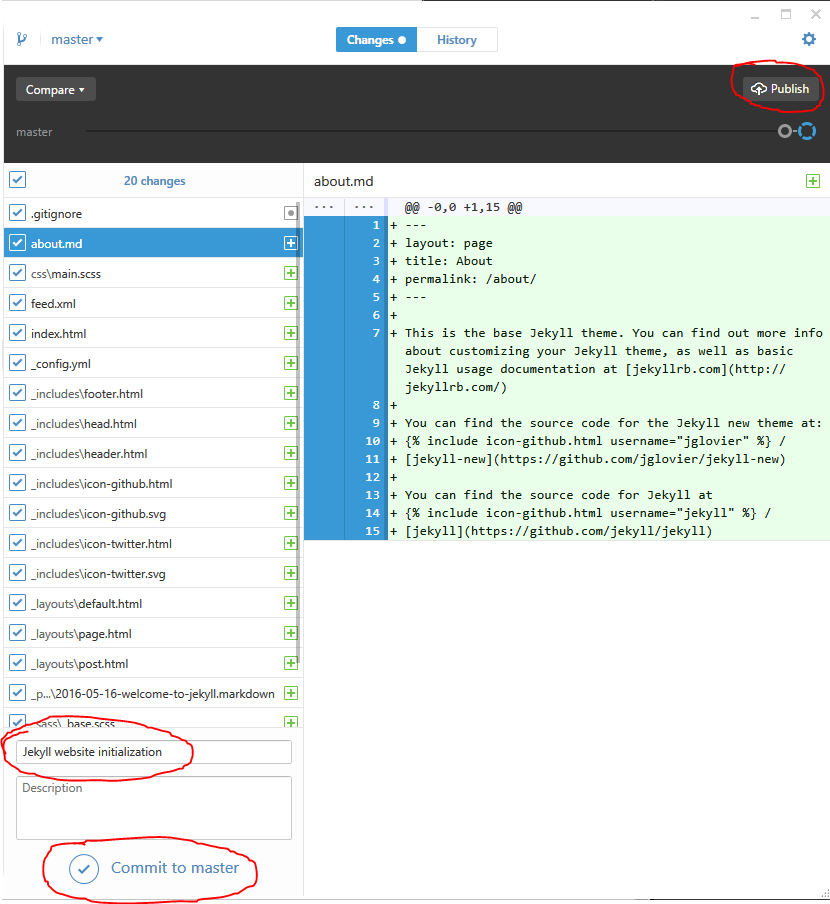 master
Changes
History
Compare
Publish
master
20 changes
.gitignore
about.md
css\main.scss
feed.xml
index.html
_config.yml
_includes\footer.html
_includes\head.html
_includes\header.html
_includes\icon-github.html
_includes\icon-github.svg
_includes\icon-twitter.html
_includes\icon-twitter.svg
_layouts\default.html
_layouts\page.html
_layouts\post.html
_p...\2016-05-16-welcome-to-jekyll.markdown
_sass\_base.scss
Jekyll website initialization
Description
Commit to master
about.md
... ... @@ -0,0 +1,15 @@
1 + ---
2 + layout: page
3 + title: About
4 + permalink: /about/
5 + ---
6 +
7 + This is the base Jekyll theme. You can find out more info
about customizing your Jekyll theme, as well as basic
Jekyll usage documentation at [jekyllrb.com](http://
jekyllrb.com/)
8 +
9 + You can find the source code for the Jekyll new theme at:
10 + {% include icon-github.html username="jglovier" %} /
11 + [jekyll-new](https://github.com/jglovier/jekyll-new)
12 +
13 + You can find the source code for Jekyll at
14 + {% include icon-github.html username="jekyll" %} /
15 + [jekyll](https://github.com/jekyll/jekyll)